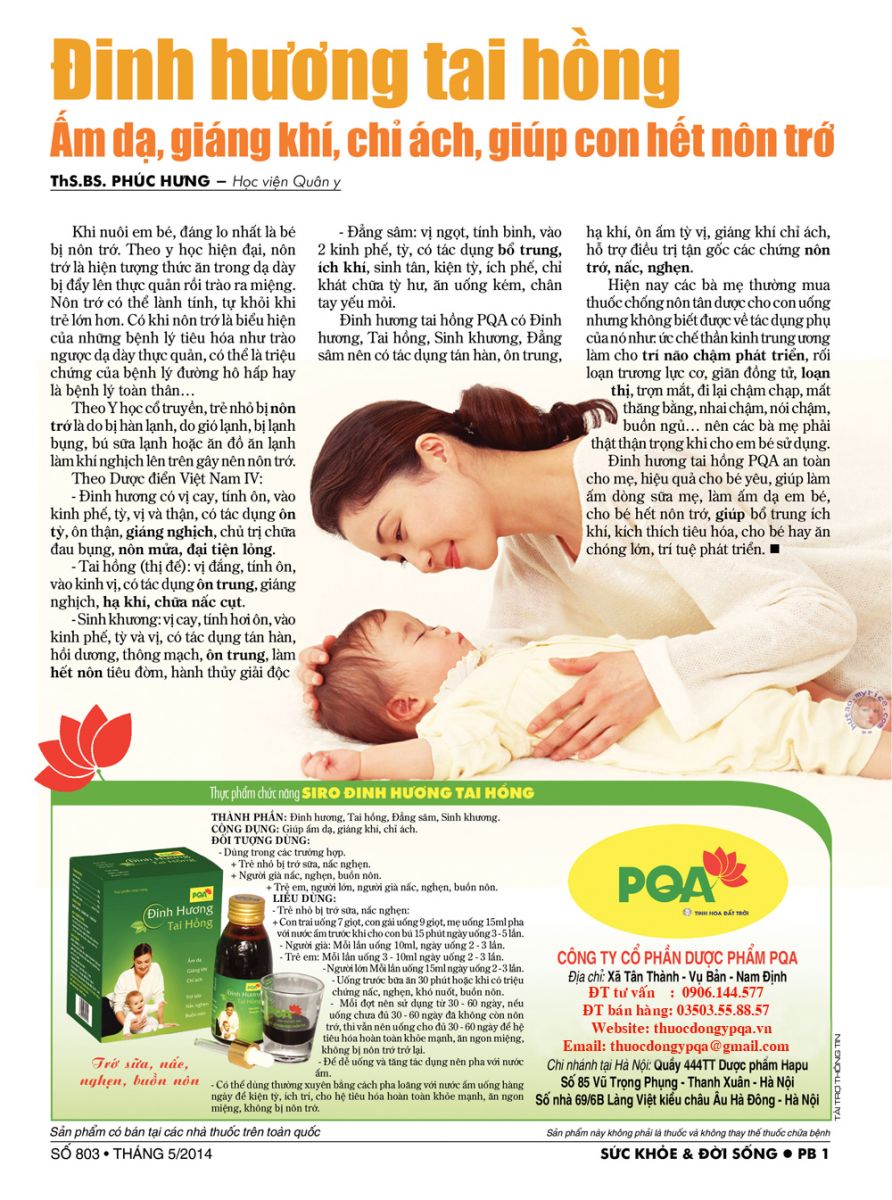 Đinh hương tai hồng
Ấm dạ, giáng khí, chỉ ách, giúp con hết nôn trớ
ThS.BS. PHÚC HƯNG – Học viện Quân y
Khi nuôi em bé, đáng lo nhất là bé
bị nôn trớ. Theo y học hiện đại, nôn
trớ là hiện tượng thức ăn trong dạ dày
bị đẩy lên thực quản rồi trào ra miệng.
Nôn trớ có thể lành tính, tự khỏi khi
trẻ lớn hơn. Có khi nôn trớ là biểu hiện
của những bệnh lý tiêu hóa như trào
ngược dạ dày thực quản, có thể là triệu
chứng của bệnh lý đường hô hấp hay
là bệnh lý toàn thân…
Theo Y học cổ truyền, trẻ nhỏ bị nôn
trớ là do bị hàn lạnh, do gió lạnh, bị lạnh
bụng, bú sữa lạnh hoặc ăn đồ ăn lạnh
làm khí nghịch lên trên gây nên nôn trớ.
Theo Dược điển Việt Nam IV:
- Đinh hương có vị cay, tính ôn, vào
kinh phế, tỳ, vị và thận, có tác dụng ôn
tỳ, ôn thận, giáng nghịch, chủ trị chữa
đau bụng, nôn mửa, đại tiện lỏng.
- Tai hồng (thị đế): vị đắng, tính ôn,
vào kinh vị, có tác dụng ôn trung, giáng
nghịch, hạ khí, chữa nấc cụt.
- Sinh khương: vị cay, tính hơi ôn, vào
kinh phế, tỳ và vị, có tác dụng tán hàn,
hồi dương, thông mạch, ôn trung, làm
hết nôn tiêu đờm, hành thủy giải độc
- Đẳng sâm: vị ngọt, tính bình, vào
2 kinh phế, tỳ, có tác dụng bổ trung,
ích khí, sinh tân, kiện tỳ, ích phế, chỉ
khát chữa tỳ hư, ăn uống kém, chân
tay yếu mỏi.
Đinh hương tai hồng PQA có Đinh
hương, Tai hồng, Sinh khương, Đẳng
sâm nên có tác dụng tán hàn, ôn trung,
hạ khí, ôn ấm tỳ vị, giáng khí chỉ ách,
hỗ trợ điều trị tận gốc các chứng nôn
trớ, nấc, nghẹn.
Hiện nay các bà mẹ thường mua
thuốc chống nôn tân dược cho con uống
nhưng không biết được về tác dụng phụ
của nó như: ức chế thần kinh trung ương
làm cho trí não chậm phát triển, rối
loạn trương lực cơ, giãn đồng tử, loạn
thị, trợn mắt, đi lại chậm chạp, mất
thăng bằng, nhai chậm, nói chậm,
buồn ngủ… nên các bà mẹ phải
thật thận trọng khi cho em bé sử dụng.
Đinh hương tai hồng PQA an toàn
cho mẹ, hiệu quả cho bé yêu, giúp làm
ấm dòng sữa mẹ, làm ấm dạ em bé,
cho bé hết nôn trớ, giúp bổ trung ích
khí, kích thích tiêu hóa, cho bé hay ăn
chóng lớn, trí tuệ phát triển. ■
hutao.myrice.com
Thực phẩm chức năng SIRO ĐINH HƯƠNG TAI HỒNG
THÀNH PHẦN: Đinh hương, Tai hồng, Đẳng sâm, Sinh khương.
CÔNG DỤNG: Giúp ấm dạ, giáng khí, chỉ ách.
ĐỐI TƯỢNG DÙNG:
- Dùng trong các trường hợp.
+ Trẻ nhỏ bị trớ sữa, nấc nghẹn.
+ Người già nấc, nghẹn, buồn nôn.
+ Trẻ em, người lớn, người già nấc, nghẹn, buồn nôn.
LIỀU DÙNG:
- Trẻ nhỏ bị trớ sữa, nấc nghẹn:
+ Con trai uống 7 giọt, con gái uống 9 giọt, mẹ uống 15ml pha
với nước ấm trước khi cho con bú 15 phút ngày uống 3 - 5 lần.
- Người già: Mỗi lần uống 10ml, ngày uống 2 - 3 lần.
- Trẻ em: Mỗi lần uống 3 - 10ml ngày uống 2 - 3 lần.
- Người lớn Mỗi lần uống 15ml ngày uống 2 - 3 lần.
- Uống trước bữa ăn 30 phút hoặc khi có triệu
chứng nấc, nghẹn, khó nuốt, buồn nôn.
- Mỗi đợt nên sử dụng từ 30 - 60 ngày, nếu
uống chưa đủ 30 - 60 ngày đã không còn nôn
trớ, thì vẫn nên uống cho đủ 30 - 60 ngày để hệ
tiêu hóa hoàn toàn khỏe mạnh, ăn ngon miệng,
không bị nôn trớ trở lại.
- Để dễ uống và tăng tác dụng nên pha với nước
ấm.
- Có thể dùng thường xuyên bằng cách pha loãng với nước ấm uống hàng
ngày để kiện tỳ, ích trí, cho hệ tiêu hóa hoàn toàn khỏe mạnh, ăn ngon
miệng, không bị nôn trớ.
PQA
Đinh Hương
Tai Hồng
Ấm dạ
Giáng khí
Chỉ ách
Trớ sữa
Nấc nghẹn
Buồn nôn
Đinh Hương
Tai Hồng
Trớ sữa, nấc,
nghẹn, buồn nôn
PQA
TINH HOA ĐẤT TRỜI
CÔNG TY CỔ PHẦN DƯỢC PHẨM PQA
Địa chỉ: Xã Tân Thành - Vụ Bản - Nam Định
ĐT tư vấn : 0906.144.577
ĐT bán hàng: 03503.55.88.57
Website: thuocdongypqa.vn
Email: thuocdongypqa@gmail.com
Chi nhánh tại Hà Nội: Quầy 444TT Dược phẩm Hapu
Số 85 Vũ Trọng Phụng - Thanh Xuân - Hà Nội
Số nhà 69/6B Làng Việt kiều châu Âu Hà Đông - Hà Nội
TÀI TRỢ THÔNG TIN
Sản phẩm có bán tại các nhà thuốc trên toàn quốc
Sản phẩm này không phải là thuốc và không thay thế thuốc chữa bệnh
SỐ 803 • THÁNG 5/2014
SỨC KHỎE & ĐỜI SỐNG ● PB 1